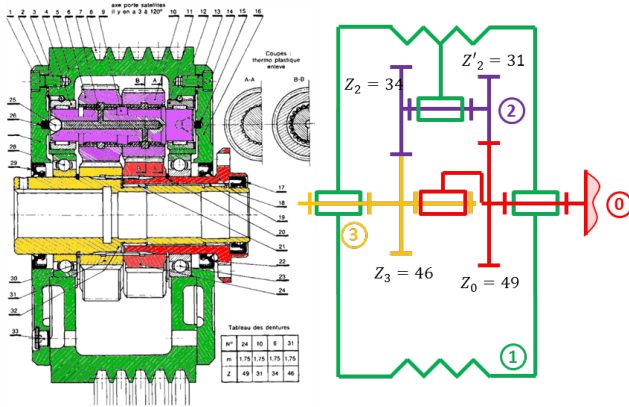 axe porte satellites
il y en a 3 à 120°
1
2
3
4
5
6
7
8
9
10
11
12
13
14
15
16
B
A
Coupes :
thermo plastique
enlevé
A-A
B-D
25
26
27
28
29
17
18
19
20
21
22
23
24
30
31
32
33
Tableau des dentures
N° 24 10 8 31
m 1,75 1,75 1,75 1,75
Z 49 31 34 46
Z₂ = 34
Z'₂ = 31
2
0
3
Z₃ = 46
Z₀ = 49
1